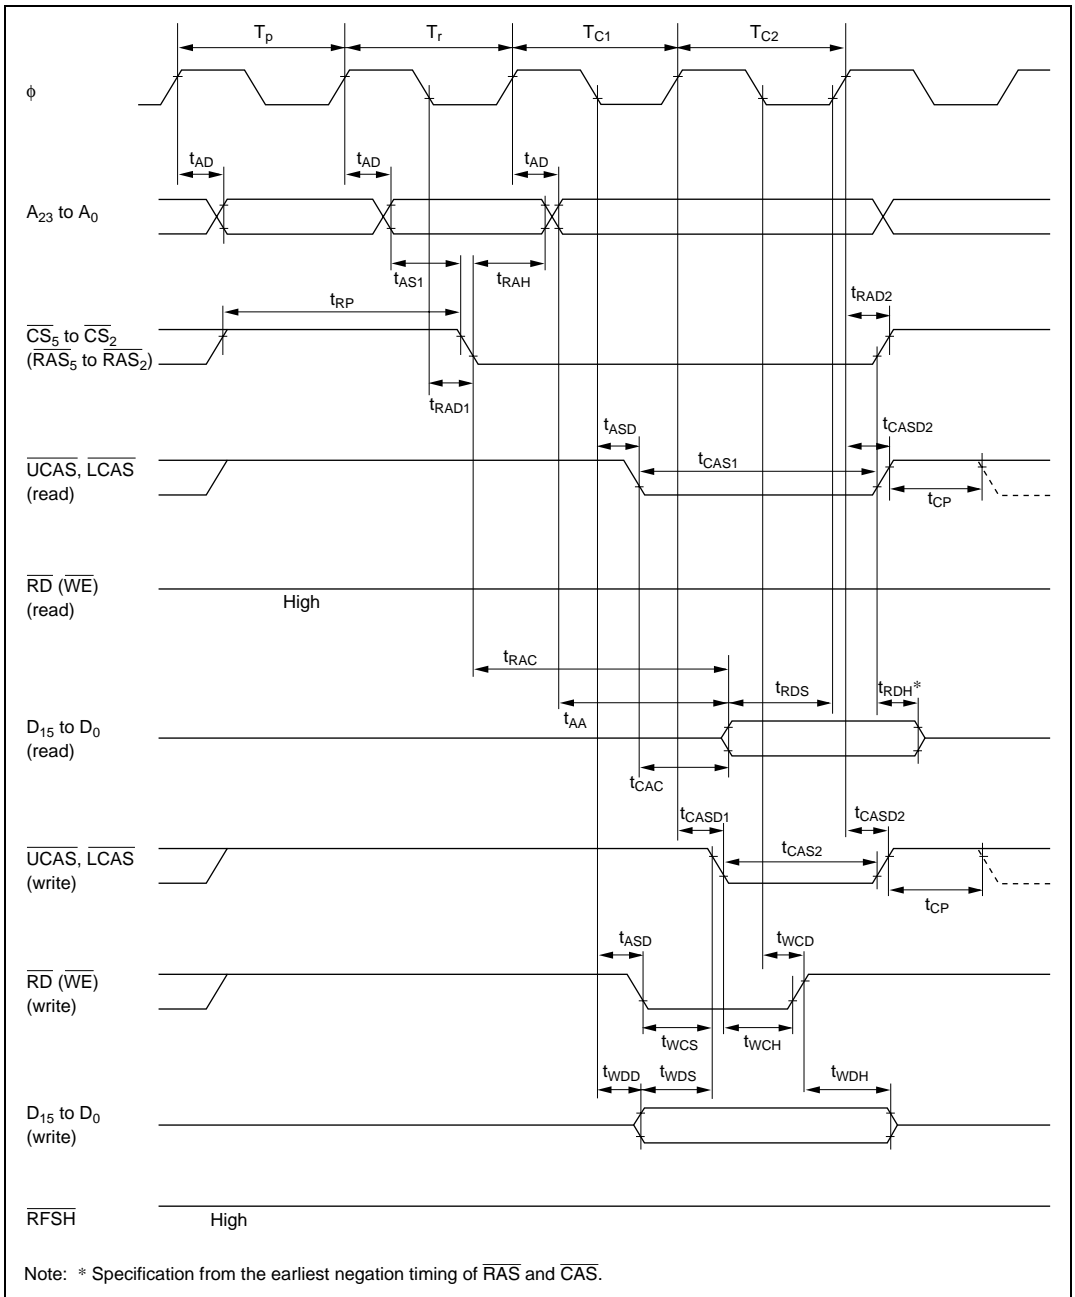 Tp Tr TC1 TC2
ϕ
tAD tAD tAD
A23 to A0
tAS1 tRAH
tRP tRAD2
CS5 to CS2
(RAS5 to RAS2)
tRAD1
tASD tCASD2
UCAS, LCAS
(read)
tCAS1
tCP
RD (WE)
(read)
High
tRAC
tRDS tRDH*
tAA
D15 to D0
(read)
tCAC
tCASD1 tCASD2
UCAS, LCAS
(write)
tCAS2
tCP
tASD tWCD
RD (WE)
(write)
tWCS tWCH
tWDD tWDS tWDH
D15 to D0
(write)
RFSH High
Note: * Specification from the earliest negation timing of RAS and CAS.